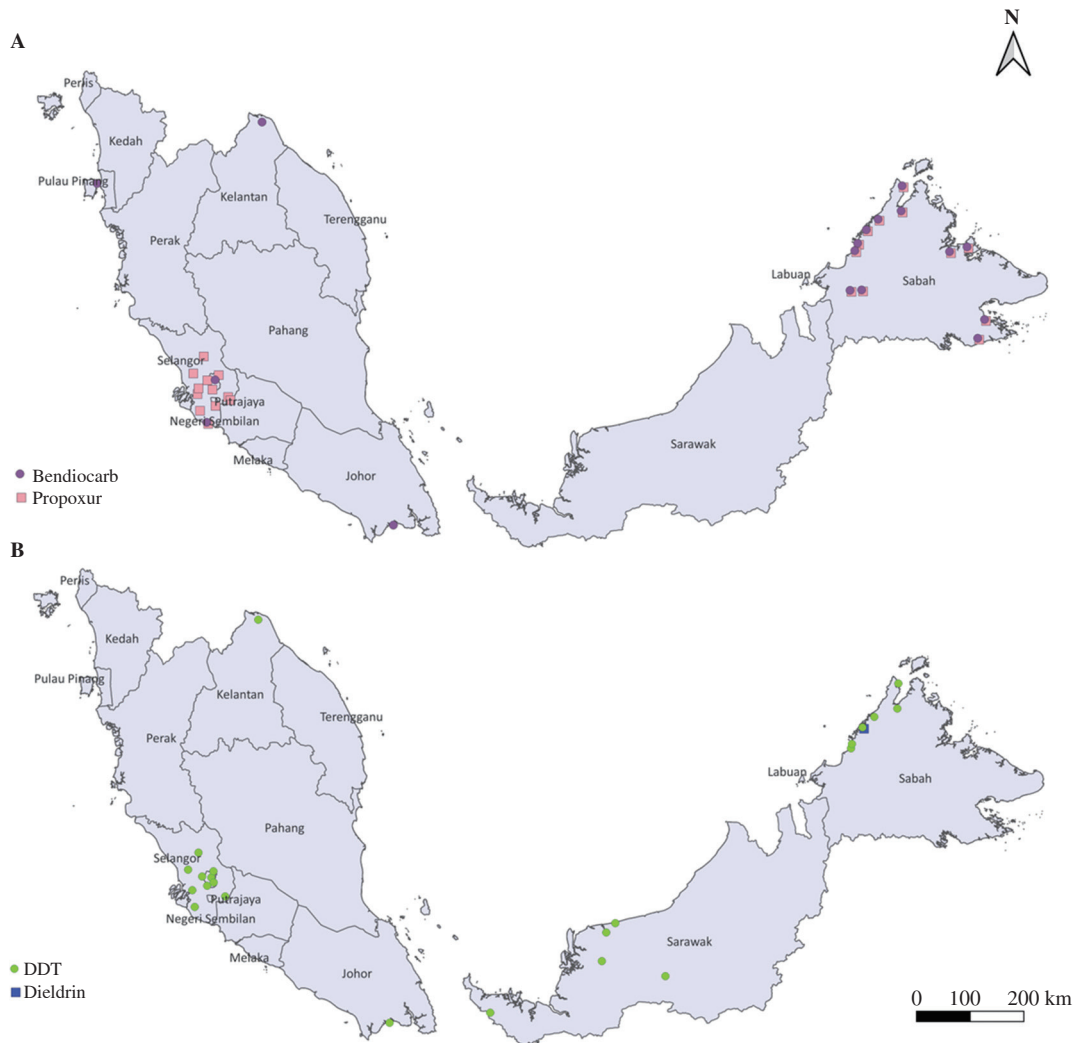 A
N
Perlis
Kedah
Pulau Pinang
Kelantan
Terengganu
Perak
Pahang
Selangor
Putrajaya
Negeri Sembilan
Melaka
Johor
Labuan
Sabah
Sarawak
Bendiocarb
Propoxur
B
Perlis
Kedah
Pulau Pinang
Kelantan
Terengganu
Perak
Pahang
Selangor
Putrajaya
Negeri Sembilan
Melaka
Johor
Labuan
Sabah
Sarawak
DDT
Dieldrin
0 100 200 km